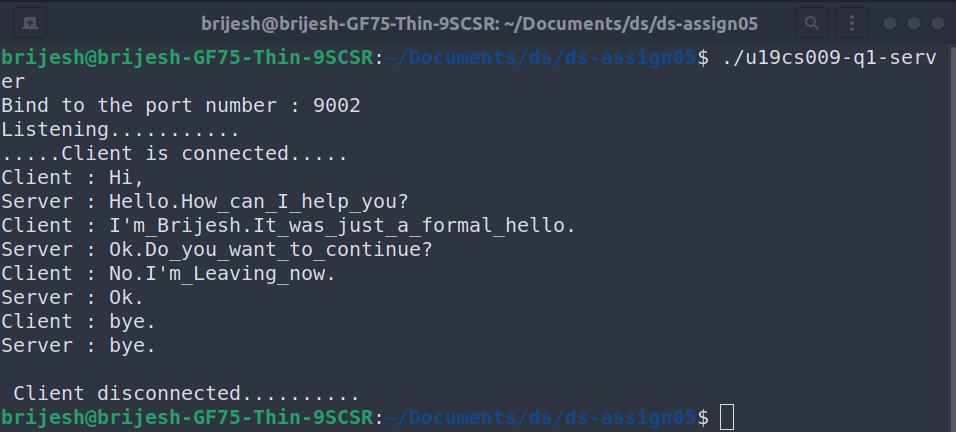 brijesh@brijesh-GF75-Thin-9SCSR: ~/Documents/ds/ds-assign05
brijesh@brijesh-GF75-Thin-9SCSR:~/Documents/ds/ds-assign05$ ./u19cs009-q1-serv
er
Bind to the port number : 9002
Listening...........
.....Client is connected.....
Client : Hi,
Server : Hello.How_can_I_help_you?
Client : I'm_Brijesh.It_was_just_a_formal_hello.
Server : Ok.Do_you_want_to_continue?
Client : No.I'm_Leaving_now.
Server : Ok.
Client : bye.
Server : bye.
Client disconnected..........
brijesh@brijesh-GF75-Thin-9SCSR:~/Documents/ds/ds-assign05$